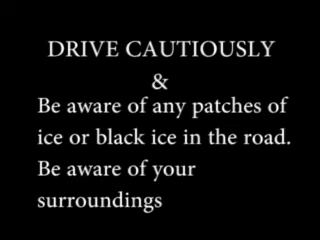 DRIVE CAUTIOUSLY
&
Be aware of any patches of
ice or black ice in the road.
Be aware of your
surroundings